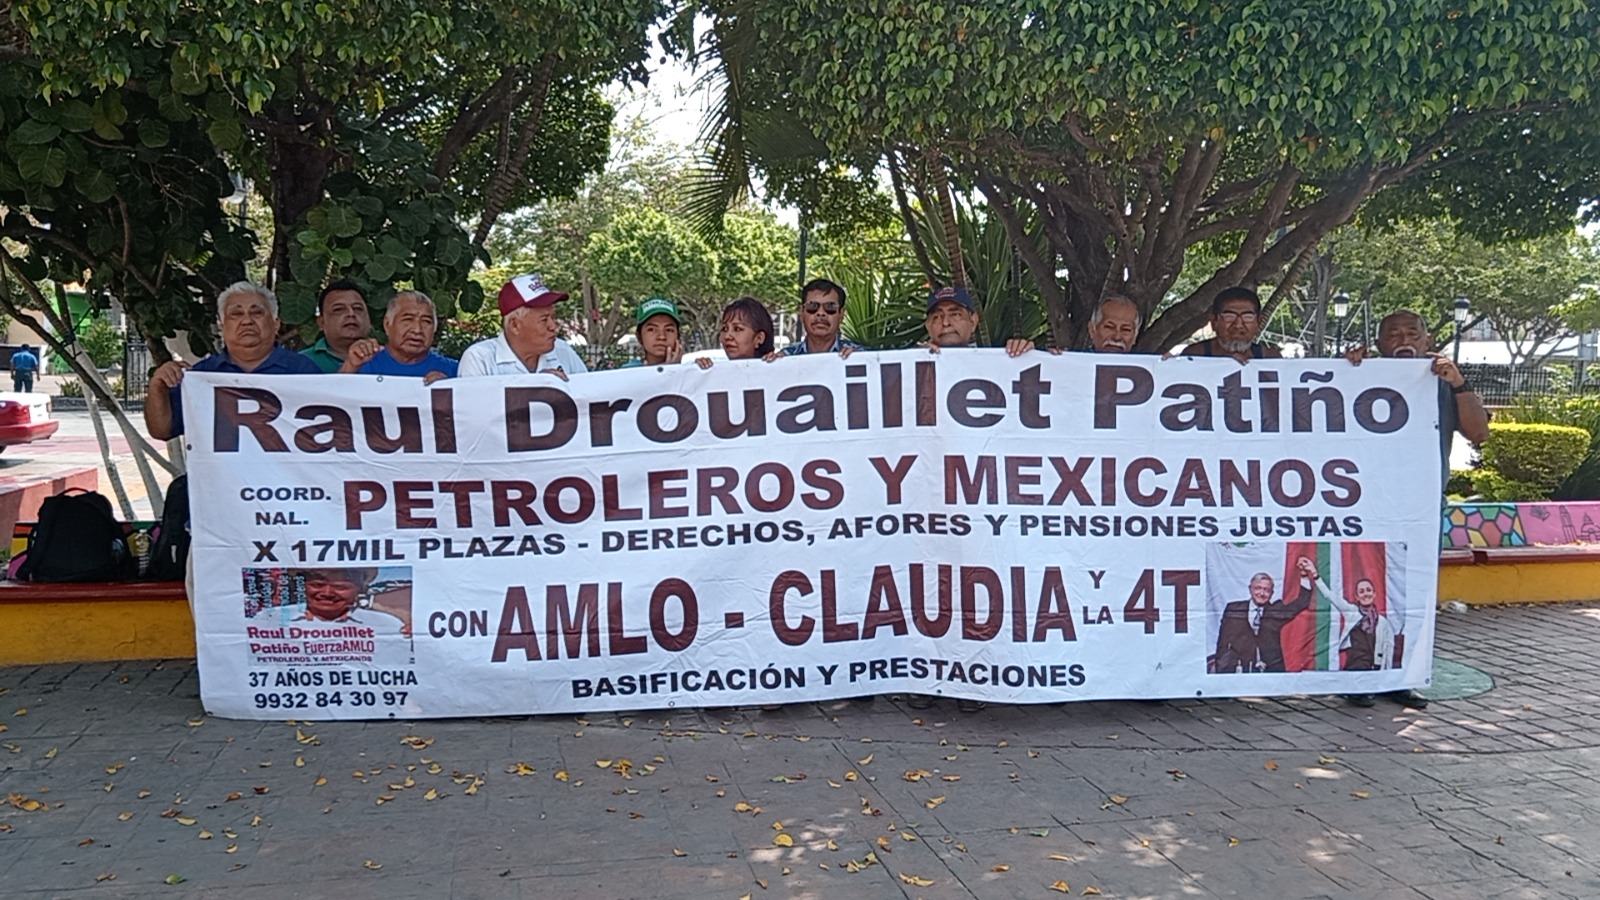 Raul Drouaillet Patiño
COORD. NAL. PETROLEROS Y MEXICANOS
X 17MIL PLAZAS - DERECHOS, AFORES Y PENSIONES JUSTAS
CON AMLO - CLAUDIA Y LA 4T
BASIFICACIÓN Y PRESTACIONES
Raul Drouaillet
Patiño FuerzaAMLO
PETROLEROS Y MEXICANOS
37 AÑOS DE LUCHA
9932 84 30 97